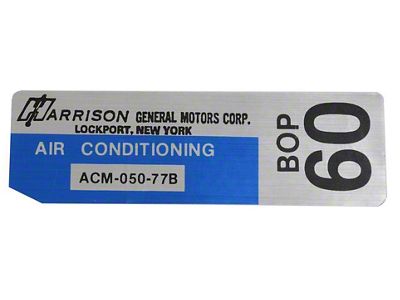 HARRISON GENERAL MOTORS CORP.
LOCKPORT, NEW YORK
AIR CONDITIONING
ACM-050-77B
BOP
60